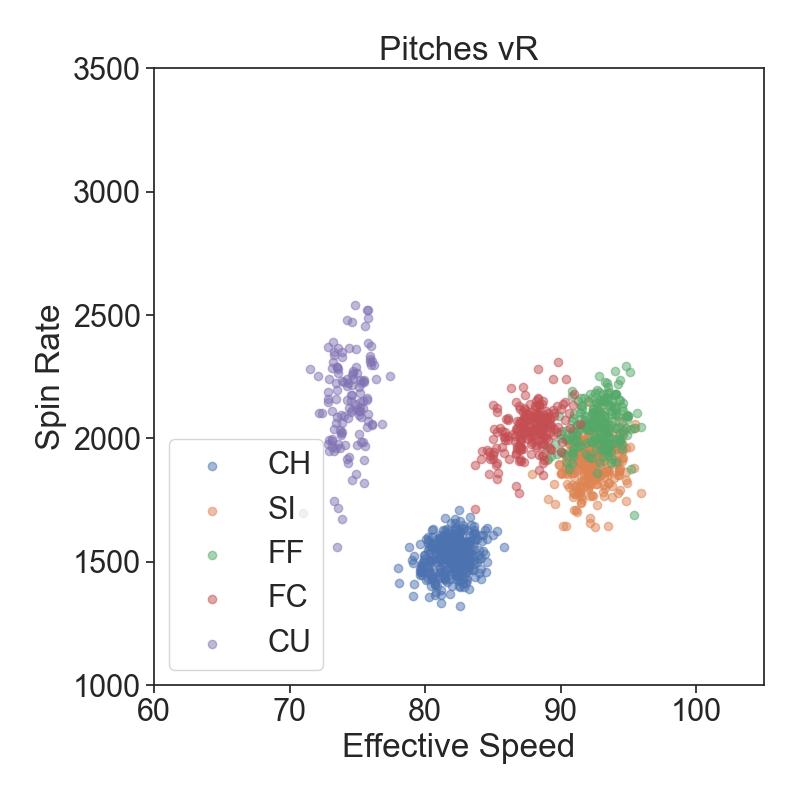 Pitches vR
3500
3000
2500
2000
1500
1000
Spin Rate
CH
SI
FF
FC
CU
60 70 80 90 100
Effective Speed